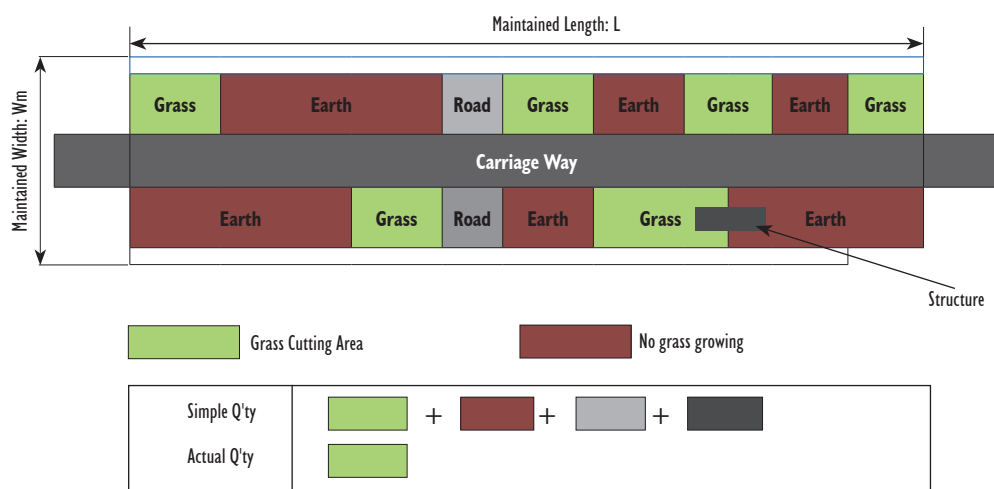 Maintained Length: L
Maintained Width: Wm
Grass Earth Road Grass Earth Grass Earth Grass
Carriage Way
Earth Grass Road Earth Grass Earth
Structure
Grass Cutting Area No grass growing
Simple Q'ty + + +
Actual Q'ty